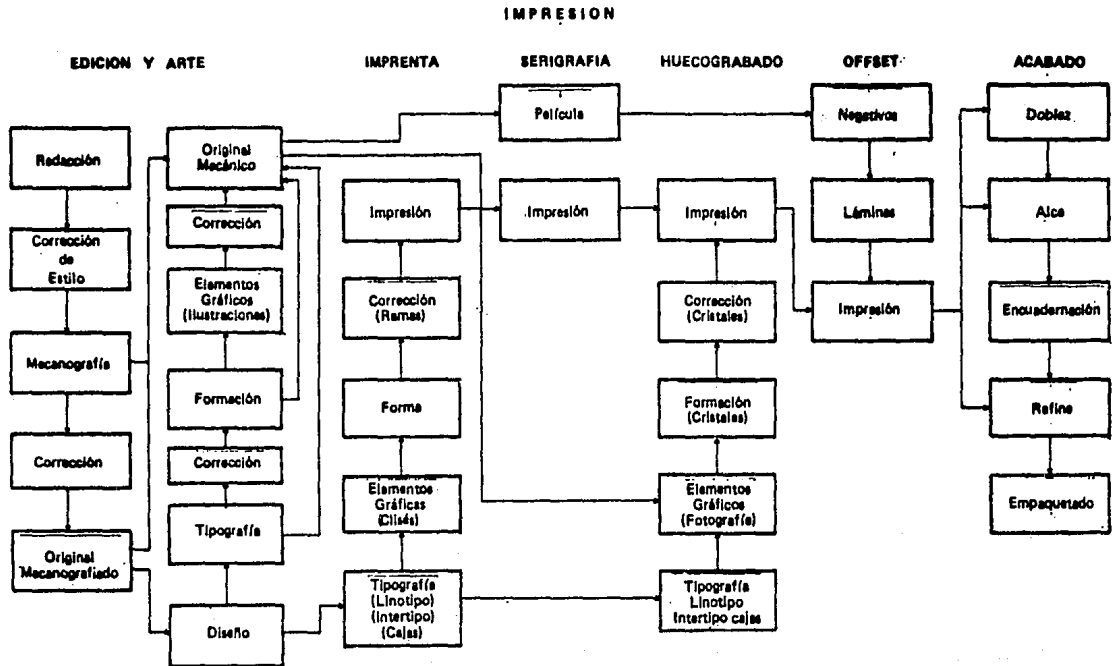 IMPRESION
EDICION Y ARTE
IMPRENTA
SERIGRAFIA
HUECOGRABADO
OFFSET
ACABADO
Redacción
Corrección
de
Estilo
Mecanografía
Corrección
Original
Mecanografiado
Original
Mecánico
Corrección
Elementos
Gráficos
(Ilustraciones)
Formación
Corrección
Tipografía
Diseño
Impresión
Corrección
(Ramas)
Forma
Elementos
Gráficas
(Clisés)
Tipografía
(Linotipo)
(Intertipo)
(Cajas)
Película
Impresión
Impresión
Corrección
(Cristales)
Formación
(Cristales)
Elementos
Gráficos
(Fotografía)
Tipografía
Linotipo
Intertipo cajas
Negativos
Láminas
Impresión
Doblez
Alce
Encuadernación
Refine
Empaquetado